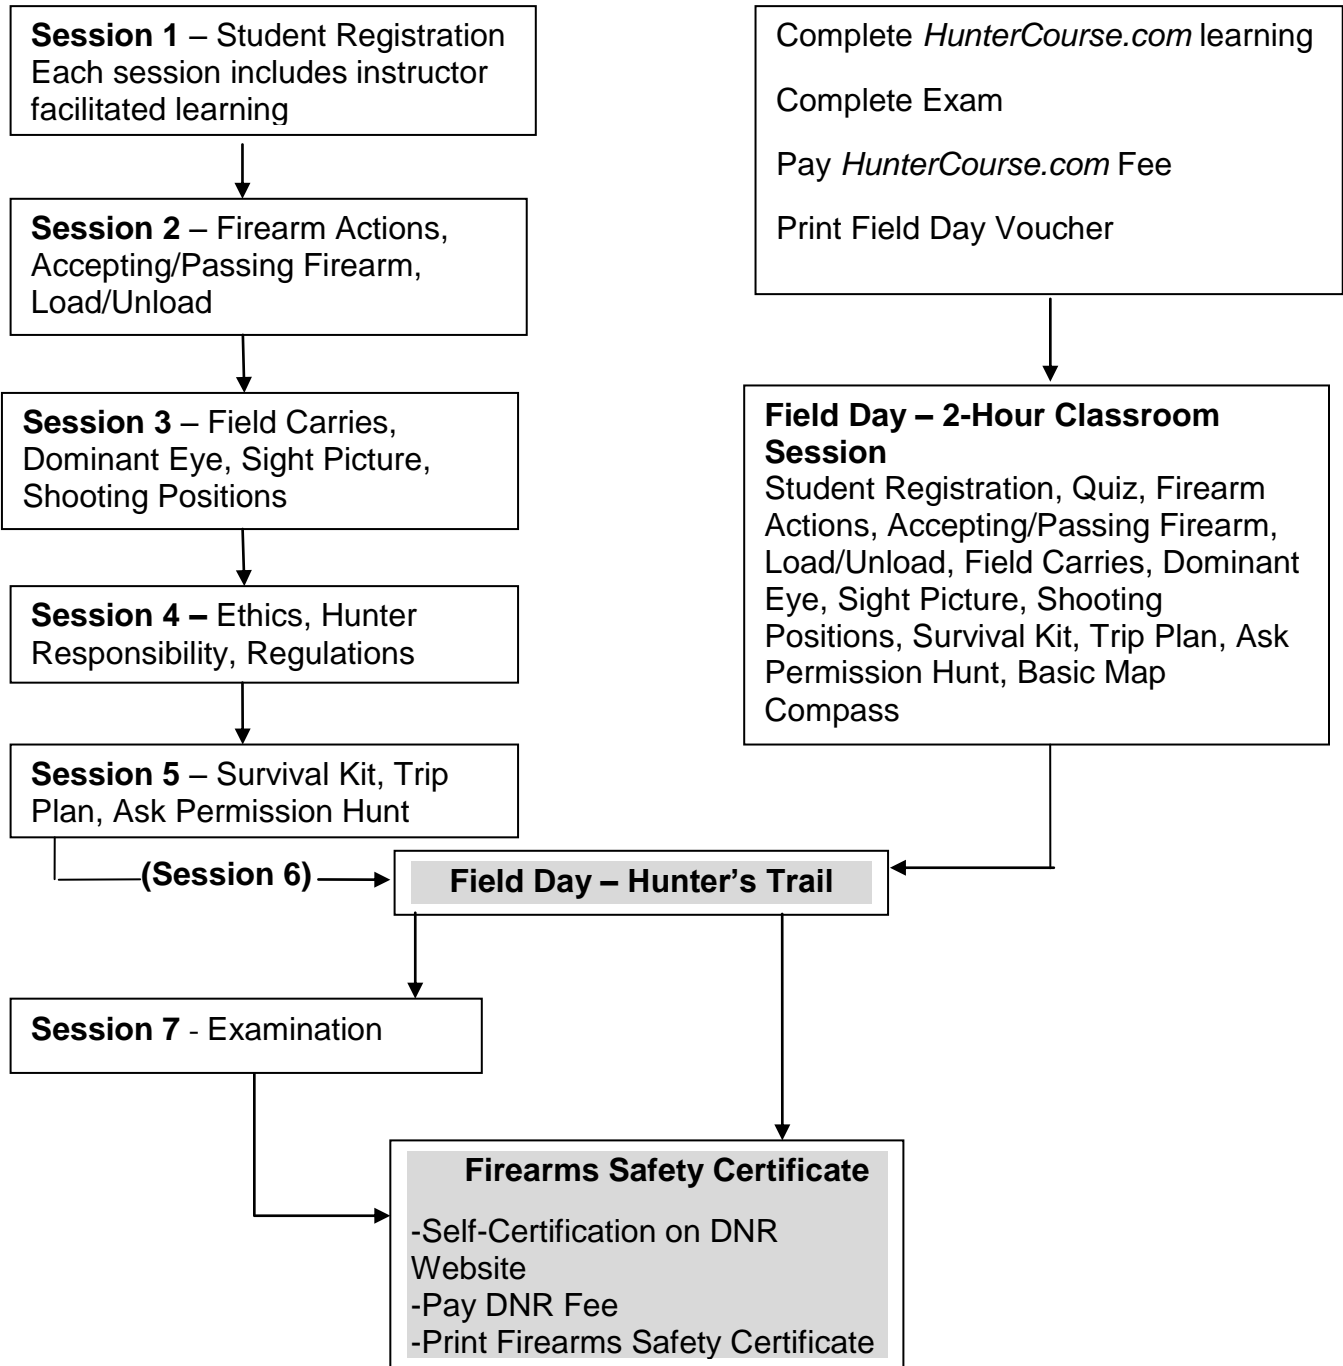 Session 1 – Student Registration
Each session includes instructor
facilitated learning
Session 2 – Firearm Actions,
Accepting/Passing Firearm,
Load/Unload
Session 3 – Field Carries,
Dominant Eye, Sight Picture,
Shooting Positions
Session 4 – Ethics, Hunter
Responsibility, Regulations
Session 5 – Survival Kit, Trip
Plan, Ask Permission Hunt
Complete HunterCourse.com learning
Complete Exam
Pay HunterCourse.com Fee
Print Field Day Voucher
Field Day – 2-Hour Classroom
Session
Student Registration, Quiz, Firearm
Actions, Accepting/Passing Firearm,
Load/Unload, Field Carries, Dominant
Eye, Sight Picture, Shooting
Positions, Survival Kit, Trip Plan, Ask
Permission Hunt, Basic Map
Compass
(Session 6)
Field Day – Hunter’s Trail
Session 7 - Examination
Firearms Safety Certificate
-Self-Certification on DNR
Website
-Pay DNR Fee
-Print Firearms Safety Certificate